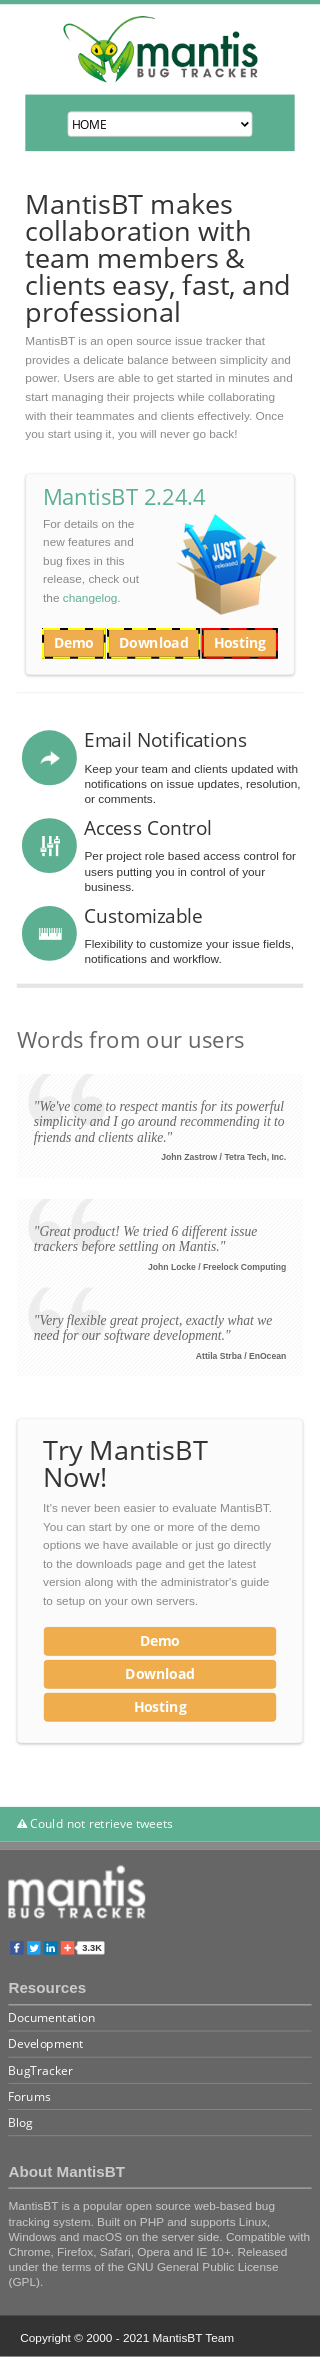 mantis
BUG TRACKER
HOME
MantisBT makes
collaboration with
team members &
clients easy, fast, and
professional
MantisBT is an open source issue tracker that
provides a delicate balance between simplicity and
power. Users are able to get started in minutes and
start managing their projects while collaborating
with their teammates and clients effectively. Once
you start using it, you will never go back!
MantisBT 2.24.4
For details on the
new features and
bug fixes in this
release, check out
the changelog.
JUST
released
Demo Download Hosting
Email Notifications
Keep your team and clients updated with
notifications on issue updates, resolution,
or comments.
Access Control
Per project role based access control for
users putting you in control of your
business.
Customizable
Flexibility to customize your issue fields,
notifications and workflow.
Words from our users
"We've come to respect mantis for its powerful
simplicity and I go around recommending it to
friends and clients alike."
John Zastrow / Tetra Tech, Inc.
"Great product! We tried 6 different issue
trackers before settling on Mantis."
John Locke / Freelock Computing
"Very flexible great project, exactly what we
need for our software development."
Attila Strba / EnOcean
Try MantisBT
Now!
It's never been easier to evaluate MantisBT.
You can start by one or more of the demo
options we have available or just go directly
to the downloads page and get the latest
version along with the administrator's guide
to setup on your own servers.
Demo
Download
Hosting
Could not retrieve tweets
mantis
BUG TRACKER
3.3K
Resources
Documentation
Development
BugTracker
Forums
Blog
About MantisBT
MantisBT is a popular open source web-based bug
tracking system. Built on PHP and supports Linux,
Windows and macOS on the server side. Compatible with
Chrome, Firefox, Safari, Opera and IE 10+. Released
under the terms of the GNU General Public License
(GPL).
Copyright © 2000 - 2021 MantisBT Team